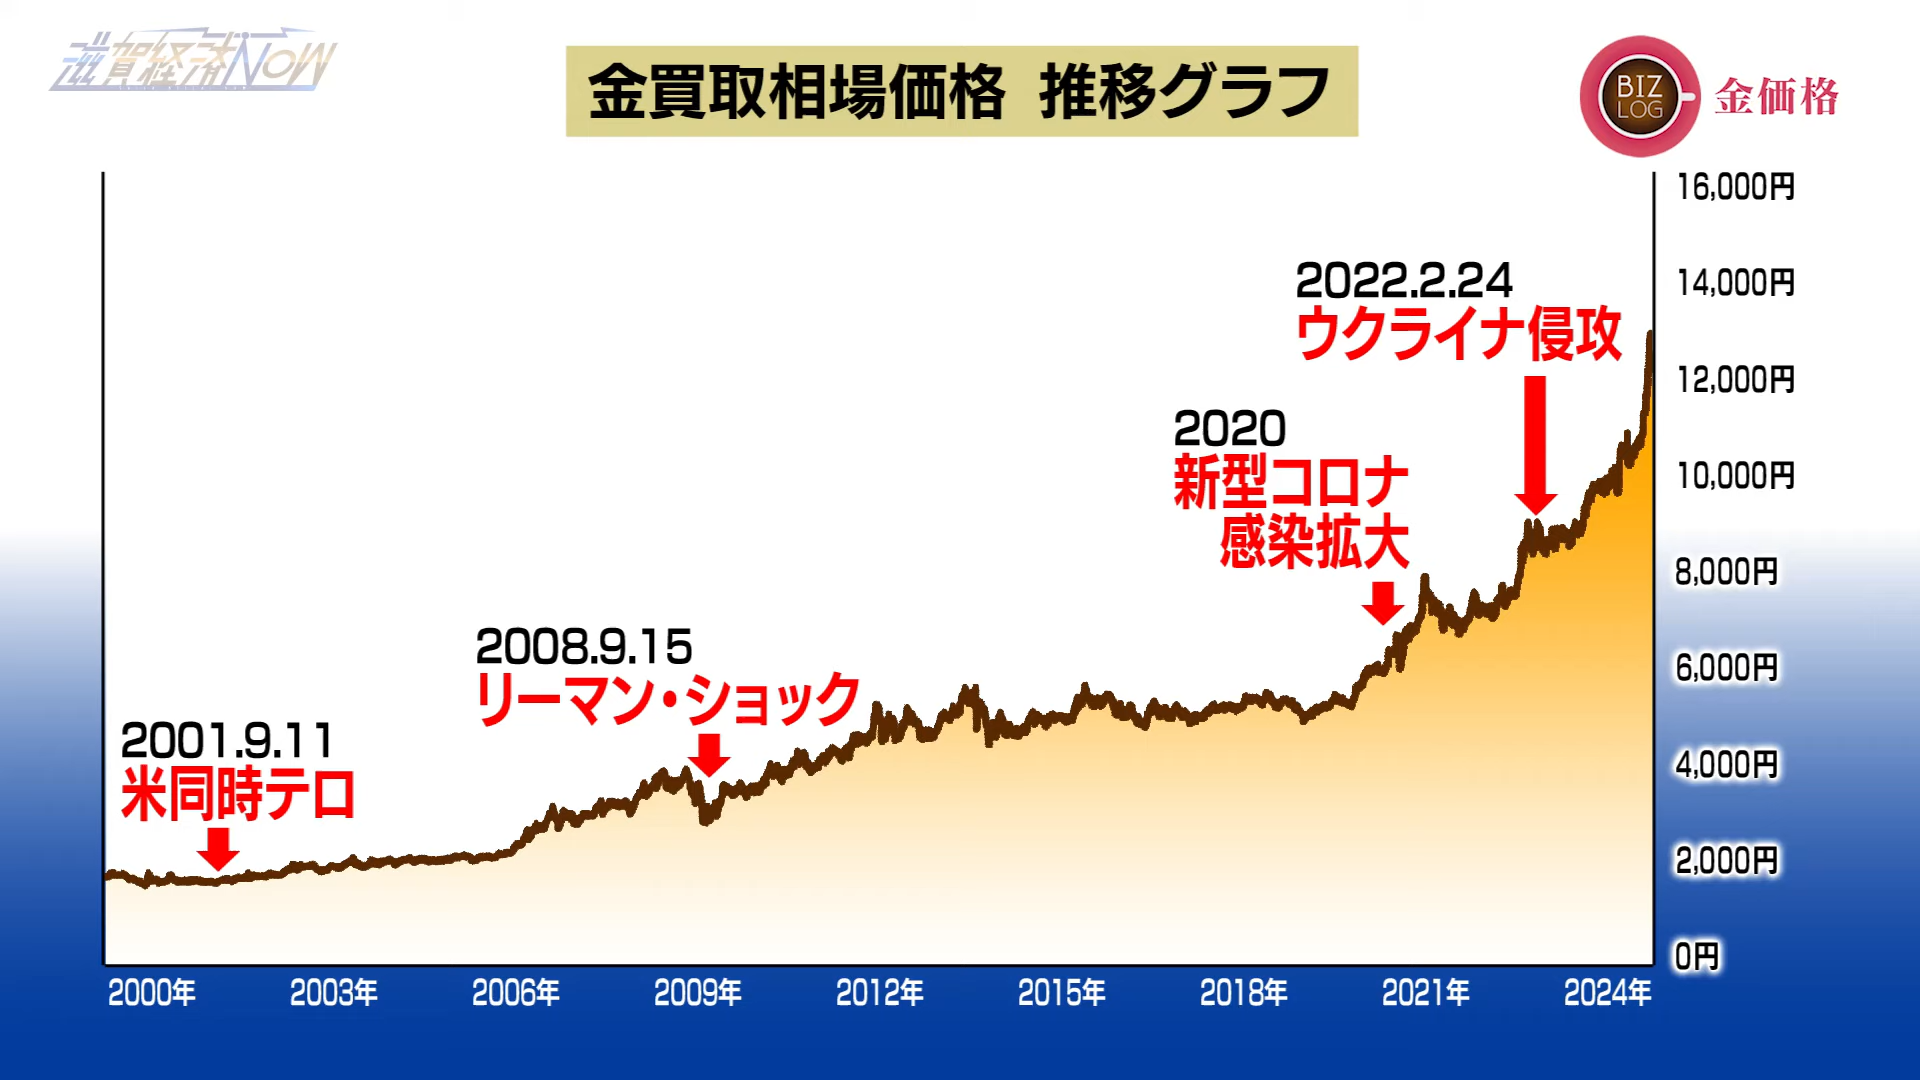 滋賀経済NOW
金買取相場価格 推移グラフ
BIZ
LOG
金価格
16,000円
14,000円
12,000円
10,000円
8,000円
6,000円
4,000円
2,000円
0円
2022.2.24
ウクライナ侵攻
2020
新型コロナ
感染拡大
2008.9.15
リーマン・ショック
2001.9.11
米同時テロ
2000年
2003年
2006年
2009年
2012年
2015年
2018年
2021年
2024年